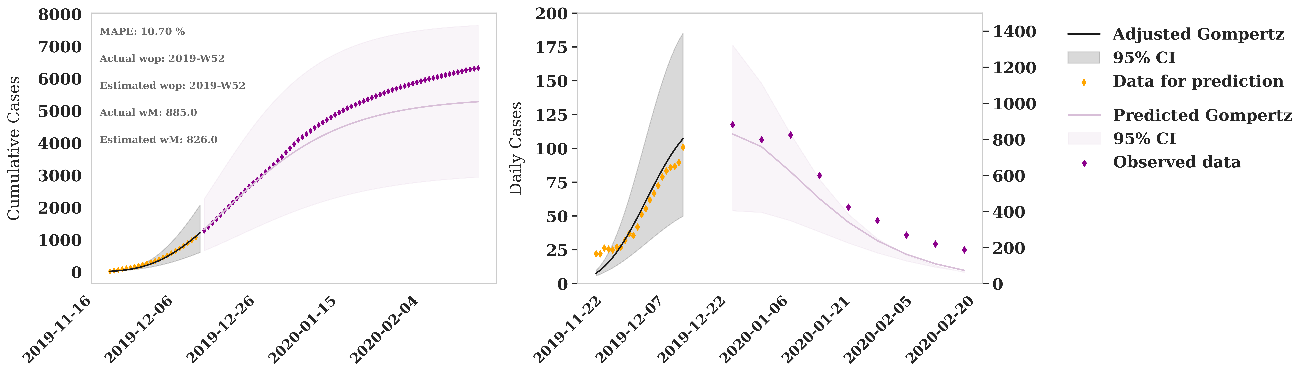 8000
7000
6000
5000
4000
3000
2000
1000
0
Cumulative Cases
MAPE: 10.70 %
Actual wop: 2019-W52
Estimated wop: 2019-W52
Actual wM: 885.0
Estimated wM: 826.0
2019-11-16
2019-12-06
2019-12-26
2020-01-15
2020-02-04
200
175
150
125
100
75
50
25
0
Daily Cases
1400
1200
1000
800
600
400
200
0
2019-11-22
2019-12-07
2019-12-22
2020-01-06
2020-01-21
2020-02-05
2020-02-20
Adjusted Gompertz
95% CI
Data for prediction
Predicted Gompertz
95% CI
Observed data